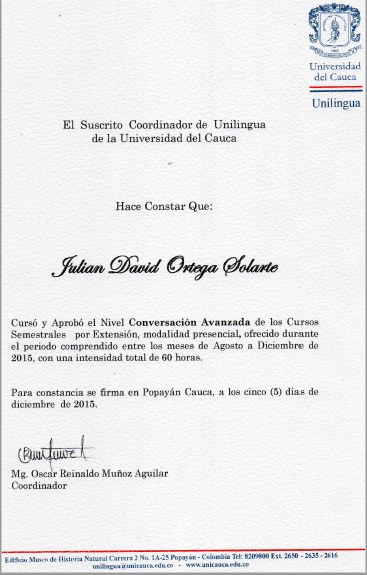 Universidad
del Cauca
Unilingua
El Suscrito Coordinador de Unilingua
de la Universidad del Cauca
Hace Constar Que:
Julian David Ortega Solarte
Cursó y Aprobó el Nivel Conversación Avanzada de los Cursos
Semestrales por Extensión, modalidad presencial, ofrecido durante
el periodo comprendido entre los meses de Agosto a Diciembre de
2015, con una intensidad total de 60 horas.
Para constancia se firma en Popayán Cauca, a los cinco (5) dias de
diciembre de 2015.
Mg. Oscar Reinaldo Muñoz Aguilar
Coordinador
Edificio Museo de Historia Natural Carrera 2 No. 1A-25 Popayán - Colombia Tel: 8209800 Ext. 2650 - 2635 - 2616
unilingua@unicauca.edu.co - www.unicauca.edu.co